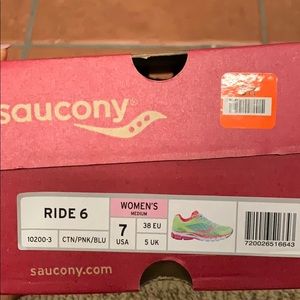 saucony
RIDE 6
WOMEN'S
MEDIUM
7
USA
38 EU
5 UK
10200-3
CTN/PNK/BLU
720026516643
saucony.com